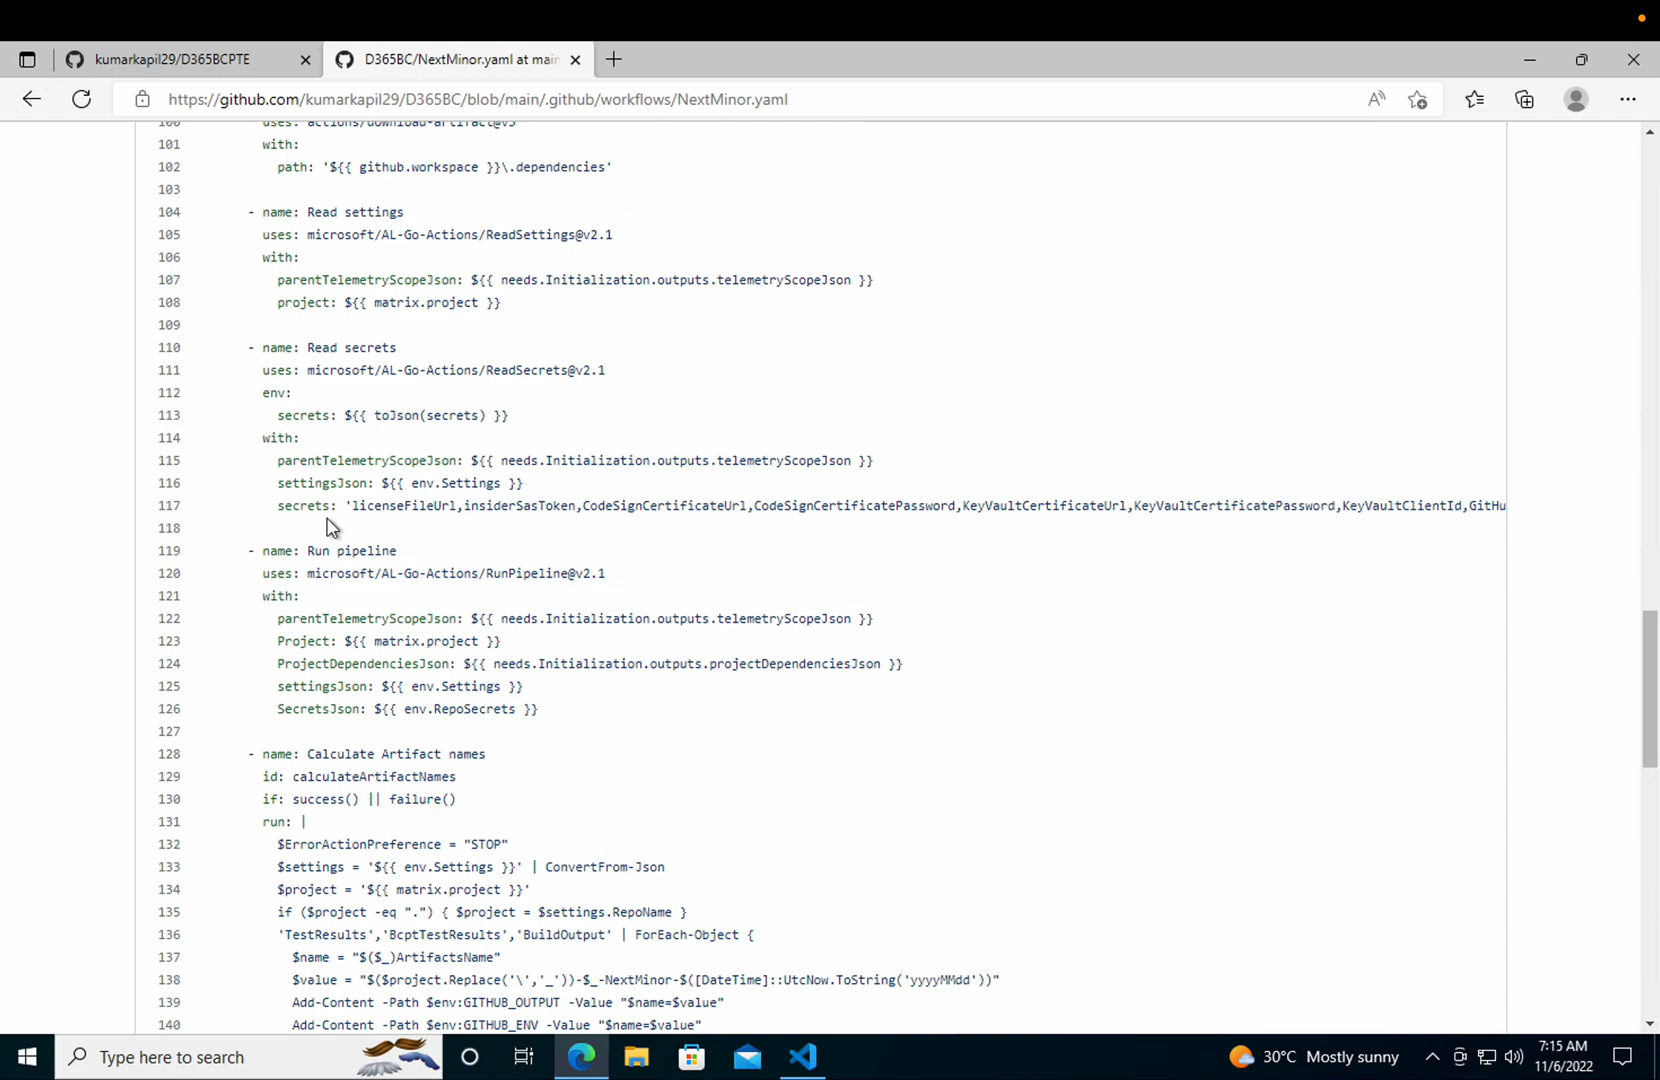 kumarkapil29/D365BCPTE
D365BC/NextMinor.yaml at main
https://github.com/kumarkapil29/D365BC/blob/main/.github/workflows/NextMinor.yaml
100 uses: actions/download-artifact@v3
101 with:
102 path: '${{ github.workspace }}\.dependencies'
103
104 - name: Read settings
105 uses: microsoft/AL-Go-Actions/ReadSettings@v2.1
106 with:
107 parentTelemetryScopeJson: ${{ needs.Initialization.outputs.telemetryScopeJson }}
108 project: ${{ matrix.project }}
109
110 - name: Read secrets
111 uses: microsoft/AL-Go-Actions/ReadSecrets@v2.1
112 env:
113 secrets: ${{ toJson(secrets) }}
114 with:
115 parentTelemetryScopeJson: ${{ needs.Initialization.outputs.telemetryScopeJson }}
116 settingsJson: ${{ env.Settings }}
117 secrets: 'licenseFileUrl,insiderSasToken,CodeSignCertificateUrl,CodeSignCertificatePassword,KeyVaultCertificateUrl,KeyVaultCertificatePassword,KeyVaultClientId,GitHu
118
119 - name: Run pipeline
120 uses: microsoft/AL-Go-Actions/RunPipeline@v2.1
121 with:
122 parentTelemetryScopeJson: ${{ needs.Initialization.outputs.telemetryScopeJson }}
123 Project: ${{ matrix.project }}
124 ProjectDependenciesJson: ${{ needs.Initialization.outputs.projectDependenciesJson }}
125 settingsJson: ${{ env.Settings }}
126 SecretsJson: ${{ env.RepoSecrets }}
127
128 - name: Calculate Artifact names
129 id: calculateArtifactNames
130 if: success() || failure()
131 run: |
132 $ErrorActionPreference = "STOP"
133 $settings = '${{ env.Settings }}' | ConvertFrom-Json
134 $project = '${{ matrix.project }}'
135 if ($project -eq ".") { $project = $settings.RepoName }
136 'TestResults','BcptTestResults','BuildOutput' | ForEach-Object {
137 $name = "$($_)ArtifactsName"
138 $value = "$($project.Replace('\','_'))-$_-NextMinor-$([DateTime]::UtcNow.ToString('yyyyMMdd'))"
139 Add-Content -Path $env:GITHUB_OUTPUT -Value "$name=$value"
140 Add-Content -Path $env:GITHUB_ENV -Value "$name=$value"
Type here to search
30°C Mostly sunny
7:15 AM
11/6/2022